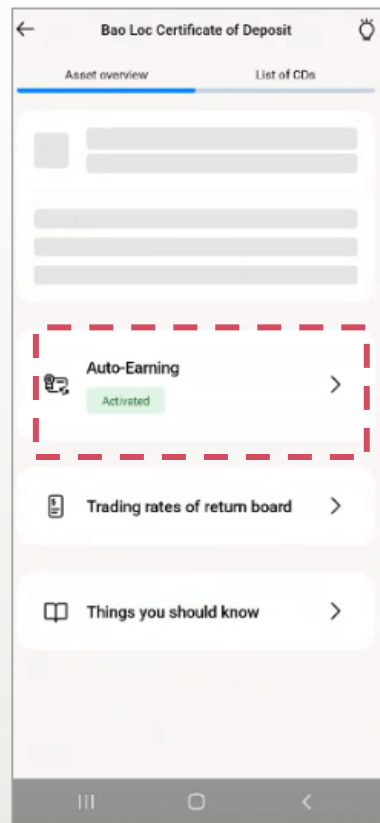 Bao Loc Certificate of Deposit
Asset overview List of CDs
Auto-Earning
Activated
Trading rates of return board
Things you should know